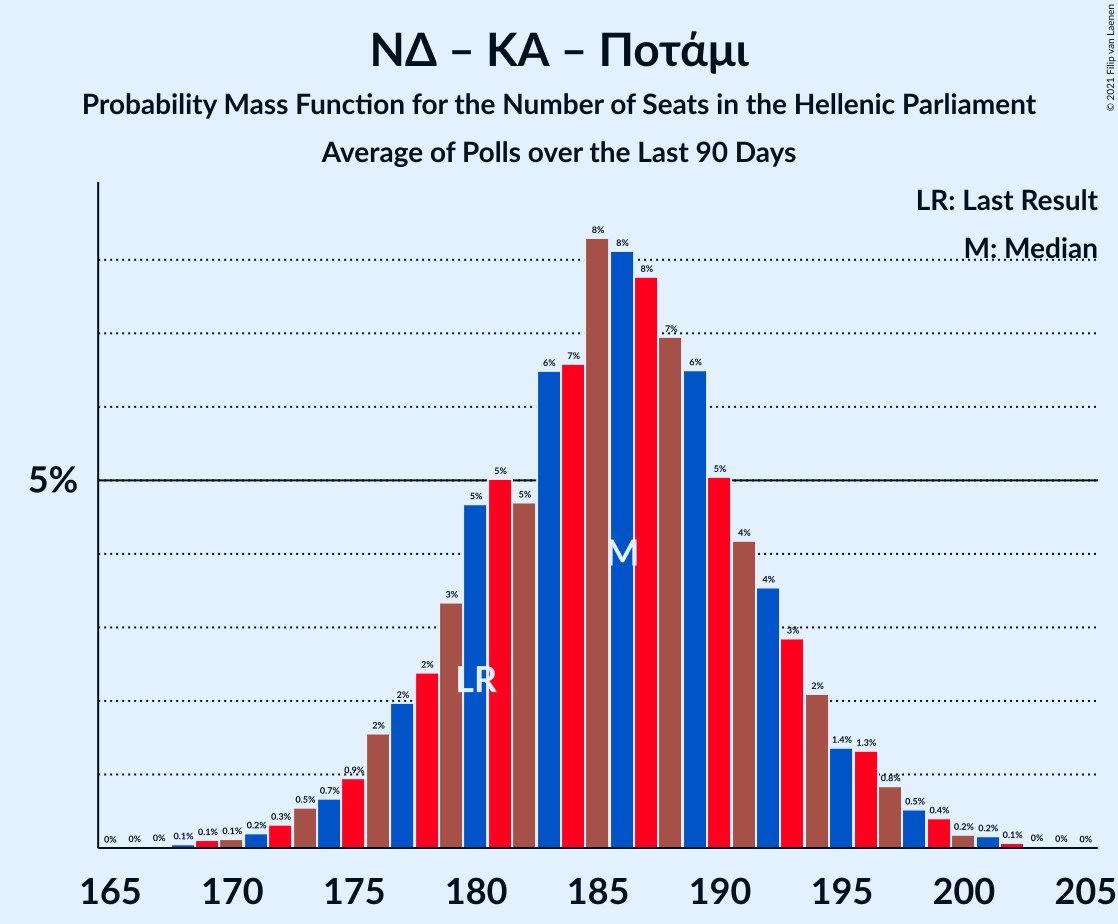 ΝΔ – ΚΑ – Ποτάμι
Probability Mass Function for the Number of Seats in the Hellenic Parliament
Average of Polls over the Last 90 Days
© 2021 Filip van Laenen
LR: Last Result
M: Median
5%
0% 0% 0% 0.1% 0.1% 0.1% 0.2% 0.3% 0.5% 0.7% 0.9% 2% 2% 2% 3% 5% 5% 5% 6% 7% 8% 8% 8% 7% 6% 5% 4% 4% 3% 2% 1.4% 1.3% 0.8% 0.5% 0.4% 0.2% 0.2% 0.1% 0% 0% 0%
M
LR
165 170 175 180 185 190 195 200 205